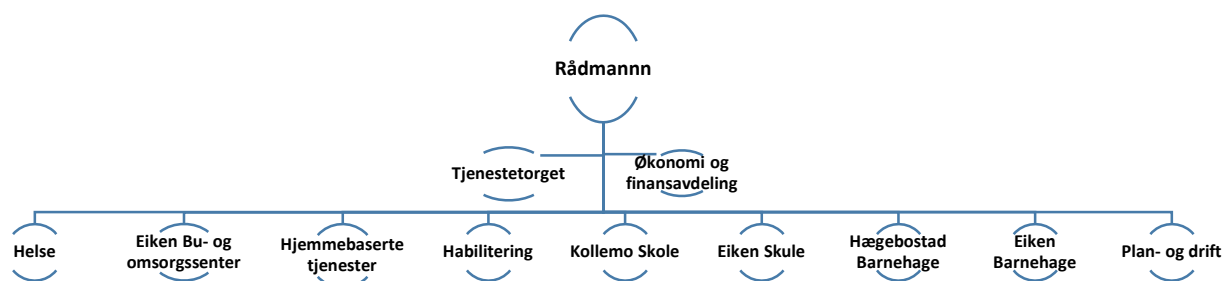 Rådmannn
Tjenestetorget
Økonomi og
finansavdeling
Helse
Eiken Bu- og
omsorgssenter
Hjemmebaserte
tjenester
Habilitering
Kollemo Skole
Eiken Skule
Hægebostad
Barnehage
Eiken
Barnehage
Plan- og drift